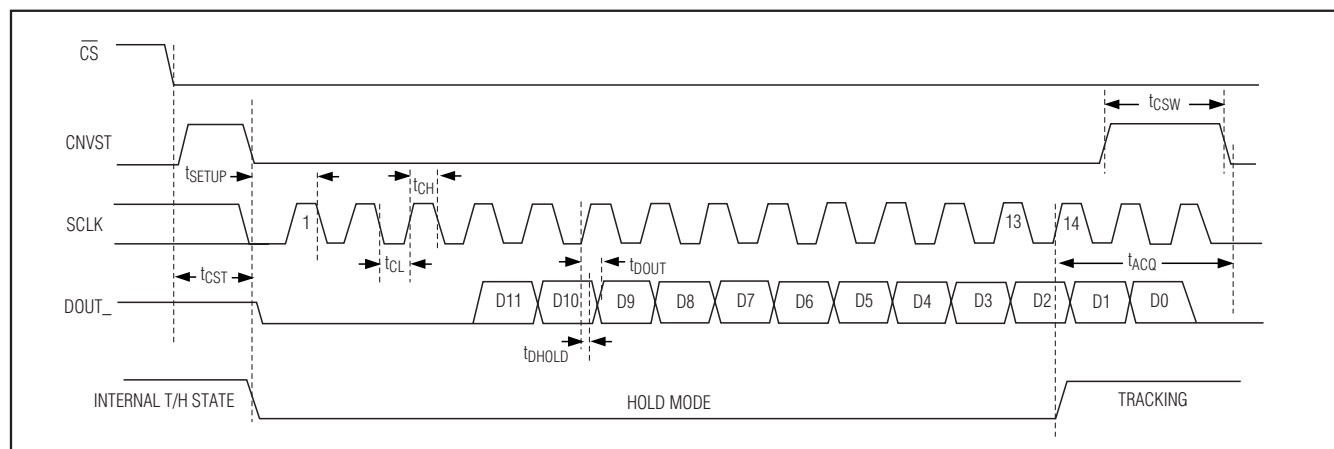 CS
tCSW
CNVST
tSETUP
tCH
SCLK
1
13
14
tCST
tCL
tDOUT
tACQ
DOUT_
D11 D10 D9 D8 D7 D6 D5 D4 D3 D2 D1 D0
tDHOLD
INTERNAL T/H STATE
HOLD MODE
TRACKING